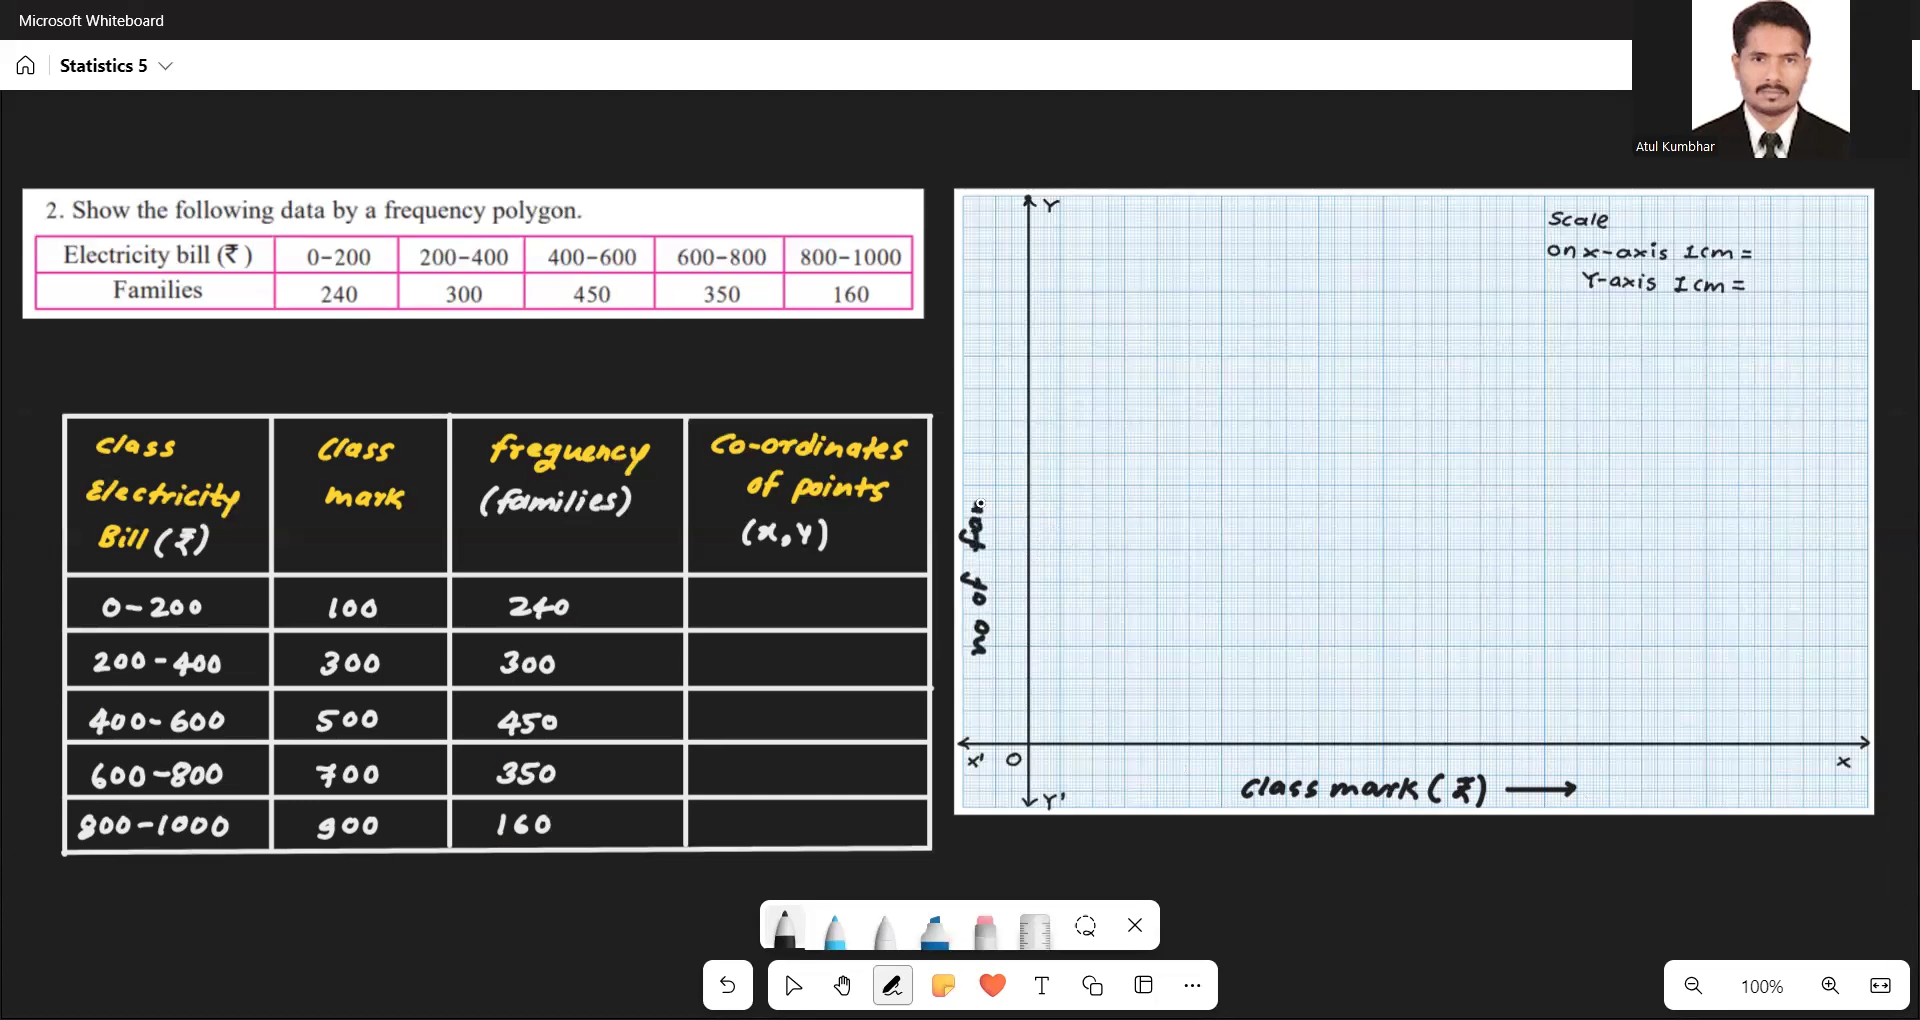 Microsoft Whiteboard
Statistics 5
Atul Kumbhar
2. Show the following data by a frequency polygon.
Electricity bill (₹) 0-200 200-400 400-600 600-800 800-1000
Families 240 300 450 350 160
Class Electricity Bill (₹) Class mark frequency (families) Co-ordinates of points (x,Y)
0-200 100 240
200-400 300 300
400-600 500 450
600-800 700 350
800-1000 900 160
Y
Scale
on x-axis 1cm =
Y-axis 1cm =
no of fam
X' O X
Y'
class mark (₹)
100%